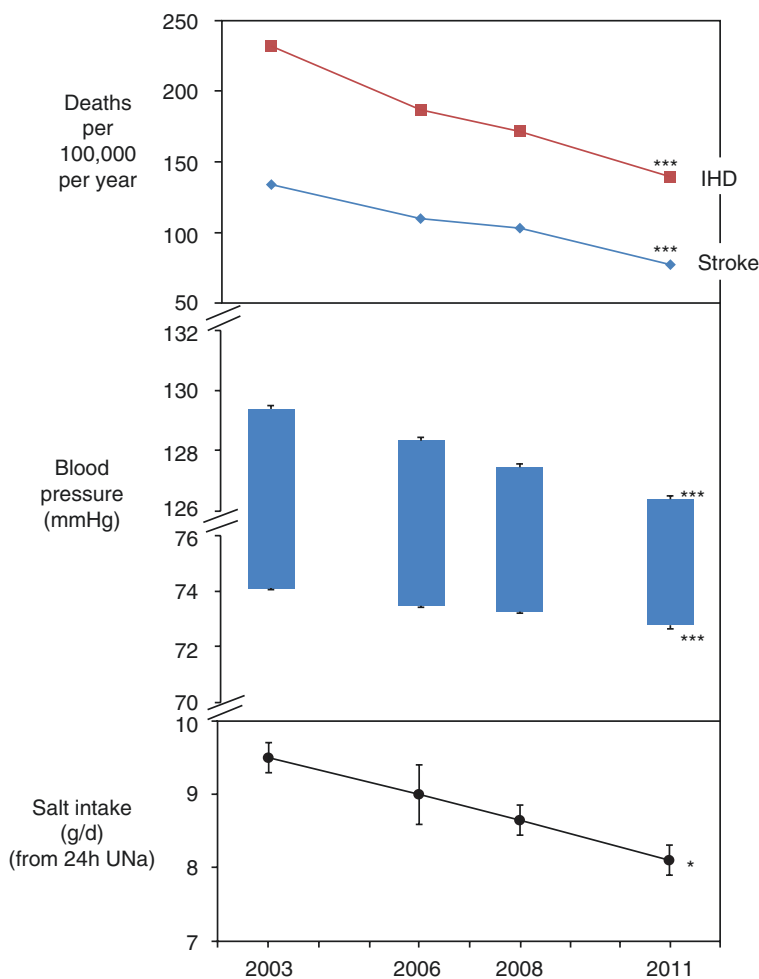 250
200
150
100
50
Deaths
per
100,000
per year
***
IHD
***
Stroke
132
130
128
126
76
74
72
70
Blood
pressure
(mmHg)
***
***
10
9
8
7
Salt intake
(g/d)
(from 24h UNa)
*
2003 2006 2008 2011